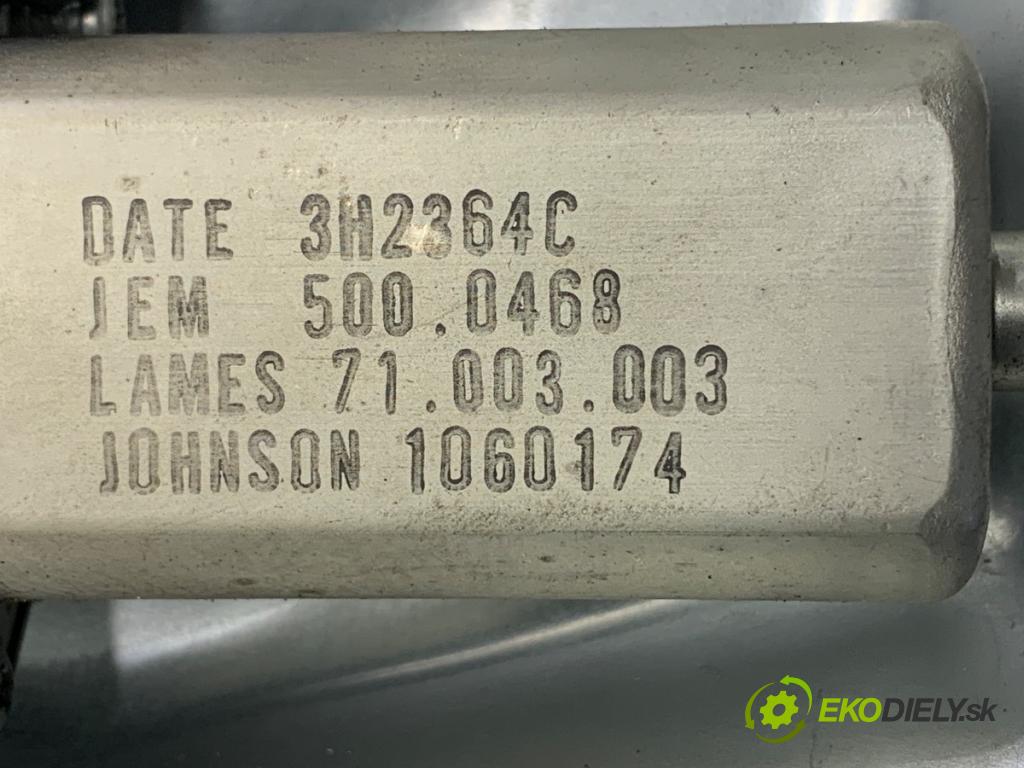 DATE 3H2364C
JEM 500.0468
LAMES 71.003.003
JOHNSON 1060174
EKODIELY.sk